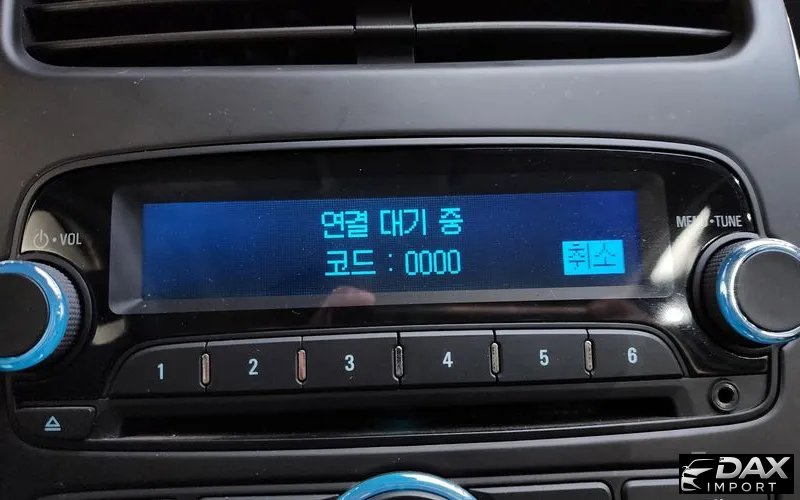 연결 대기 중
코드 : 0000
취소
VOL
MENU•TUNE
1 2 3 4 5 6
DAX
IMPORT